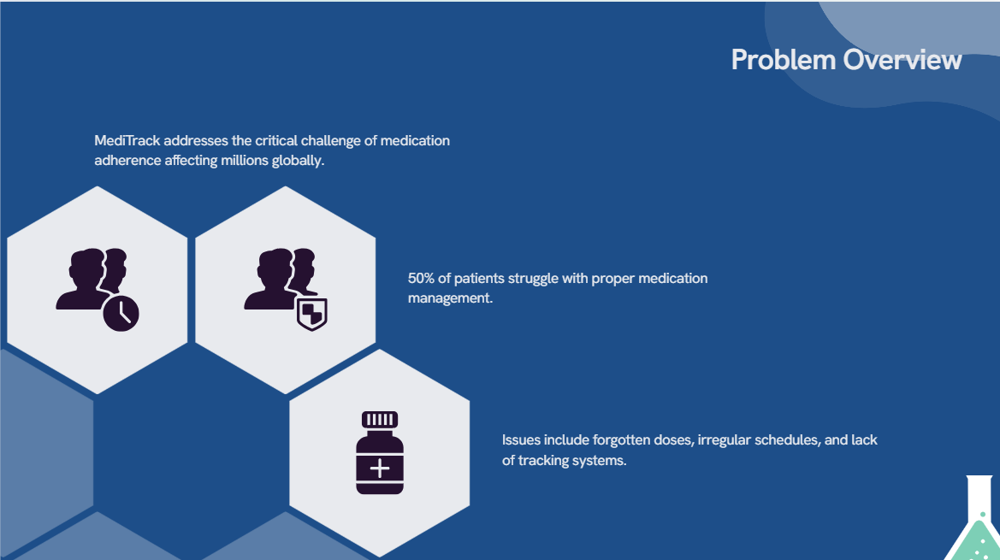 Problem Overview
MediTrack addresses the critical challenge of medication
adherence affecting millions globally.
50% of patients struggle with proper medication
management.
Issues include forgotten doses, irregular schedules, and lack
of tracking systems.